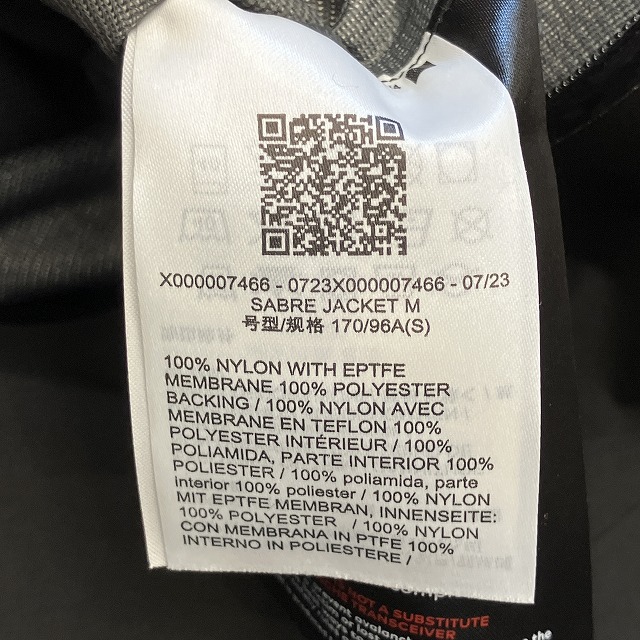 X000007466 - 0723X000007466 - 07/23
SABRE JACKET M
号型/规格 170/96A(S)
100% NYLON WITH EPTFE
MEMBRANE 100% POLYESTER
BACKING / 100% NYLON AVEC
MEMBRANE EN TEFLON 100%
POLYESTER INTÉRIEUR / 100%
POLIAMIDA, PARTE INTERIOR 100%
POLIESTER / 100% poliamida, parte
interior 100% poliester / 100% NYLON
MIT EPTFE MEMBRAN, INNENSEITE:
100% POLYESTER / 100% NYLON
CON MEMBRANA IN PTFE 100%
INTERNO IN POLIESTERE /
NOT A SUBSTITUTE
TRANSCEIVER